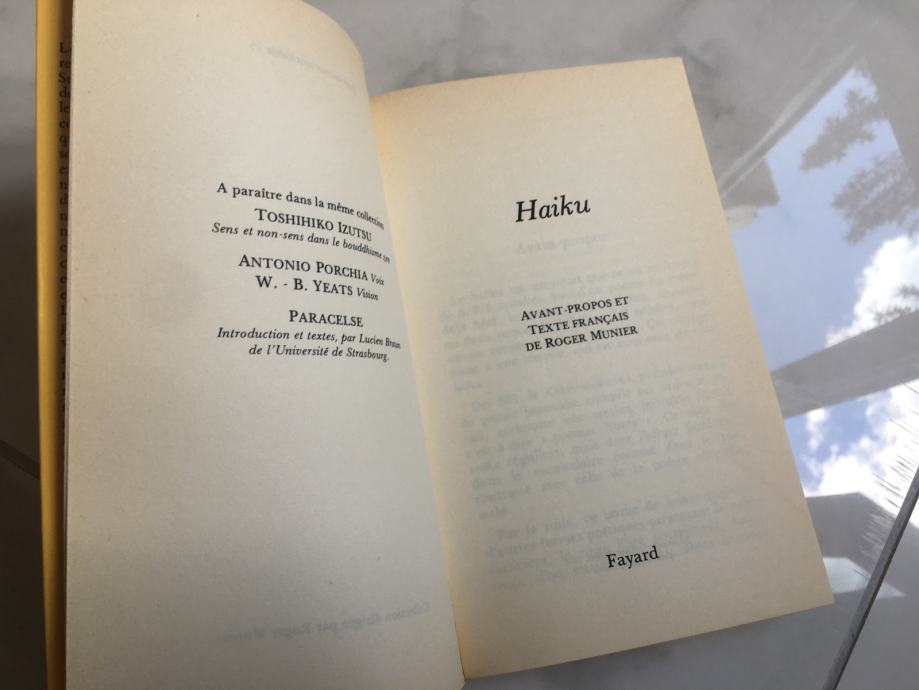 A paraître dans la même collection
TOSHIHIKO IZUTSU
Sens et non-sens dans le bouddhisme zen
ANTONIO PORCHIA Voix
W. - B. YEATS Vision
PARACELSE
Introduction et textes, par Lucien Braun
de l'Université de Strasbourg.
Haiku
AVANT-PROPOS ET
TEXTE FRANÇAIS
DE ROGER MUNIER
Fayard